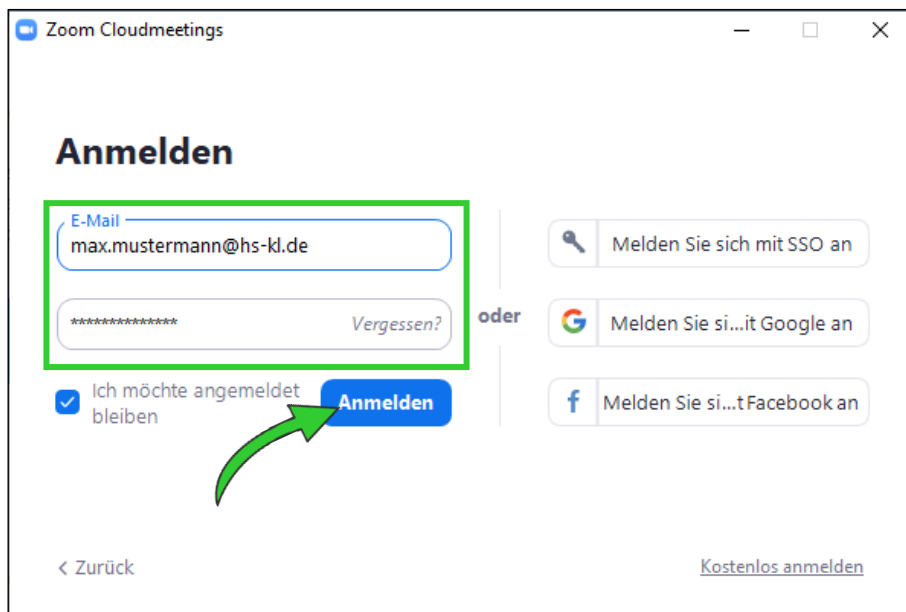 Zoom Cloudmeetings
Anmelden
E-Mail
max.mustermann@hs-kl.de
************** Vergessen?
Ich möchte angemeldet
bleiben
Anmelden
oder
Melden Sie sich mit SSO an
Melden Sie si...it Google an
Melden Sie si...t Facebook an
Zurück
Kostenlos anmelden